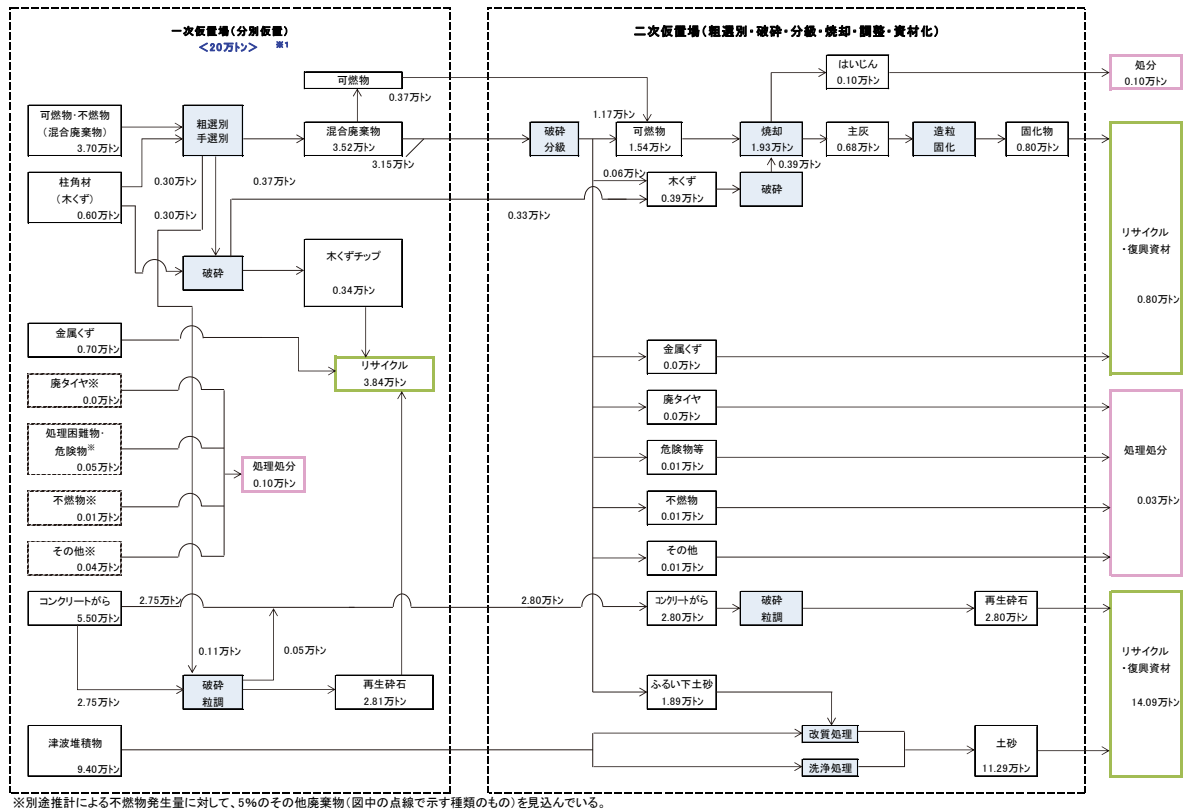 一次仮置場(分別仮置)
<20万トン> ※1
二次仮置場(粗選別・破砕・分級・焼却・調整・資材化)
可燃物
0.37万トン
可燃物・不燃物
(混合廃棄物)
3.70万トン
粗選別
手選別
混合廃棄物
3.52万トン
3.15万トン
柱角材
(木くず)
0.60万トン
0.30万トン
0.37万トン
0.30万トン
破砕
木くずチップ
0.34万トン
金属くず
0.70万トン
リサイクル
3.84万トン
廃タイヤ※
0.0万トン
処理困難物・
危険物※
0.05万トン
処理処分
0.10万トン
不燃物※
0.01万トン
その他※
0.04万トン
コンクリートがら
5.50万トン
2.75万トン
0.11万トン
0.05万トン
2.75万トン
破砕
粒調
再生砕石
2.81万トン
津波堆積物
9.40万トン
はいじん
0.10万トン
処分
0.10万トン
1.17万トン
破砕
分級
可燃物
1.54万トン
焼却
1.93万トン
主灰
0.68万トン
造粒
固化
固化物
0.80万トン
0.06万トン
0.39万トン
木くず
0.39万トン
破砕
0.33万トン
リサイクル
・復興資材
0.80万トン
金属くず
0.0万トン
廃タイヤ
0.0万トン
危険物等
0.01万トン
不燃物
0.01万トン
その他
0.01万トン
処理処分
0.03万トン
2.80万トン
コンクリートがら
2.80万トン
破砕
粒調
再生砕石
2.80万トン
ふるい下土砂
1.89万トン
改質処理
洗浄処理
土砂
11.29万トン
リサイクル
・復興資材
14.09万トン
※別途推計による不燃物発生量に対して、5%のその他廃棄物(図中の点線で示す種類のもの)を見込んでいる。